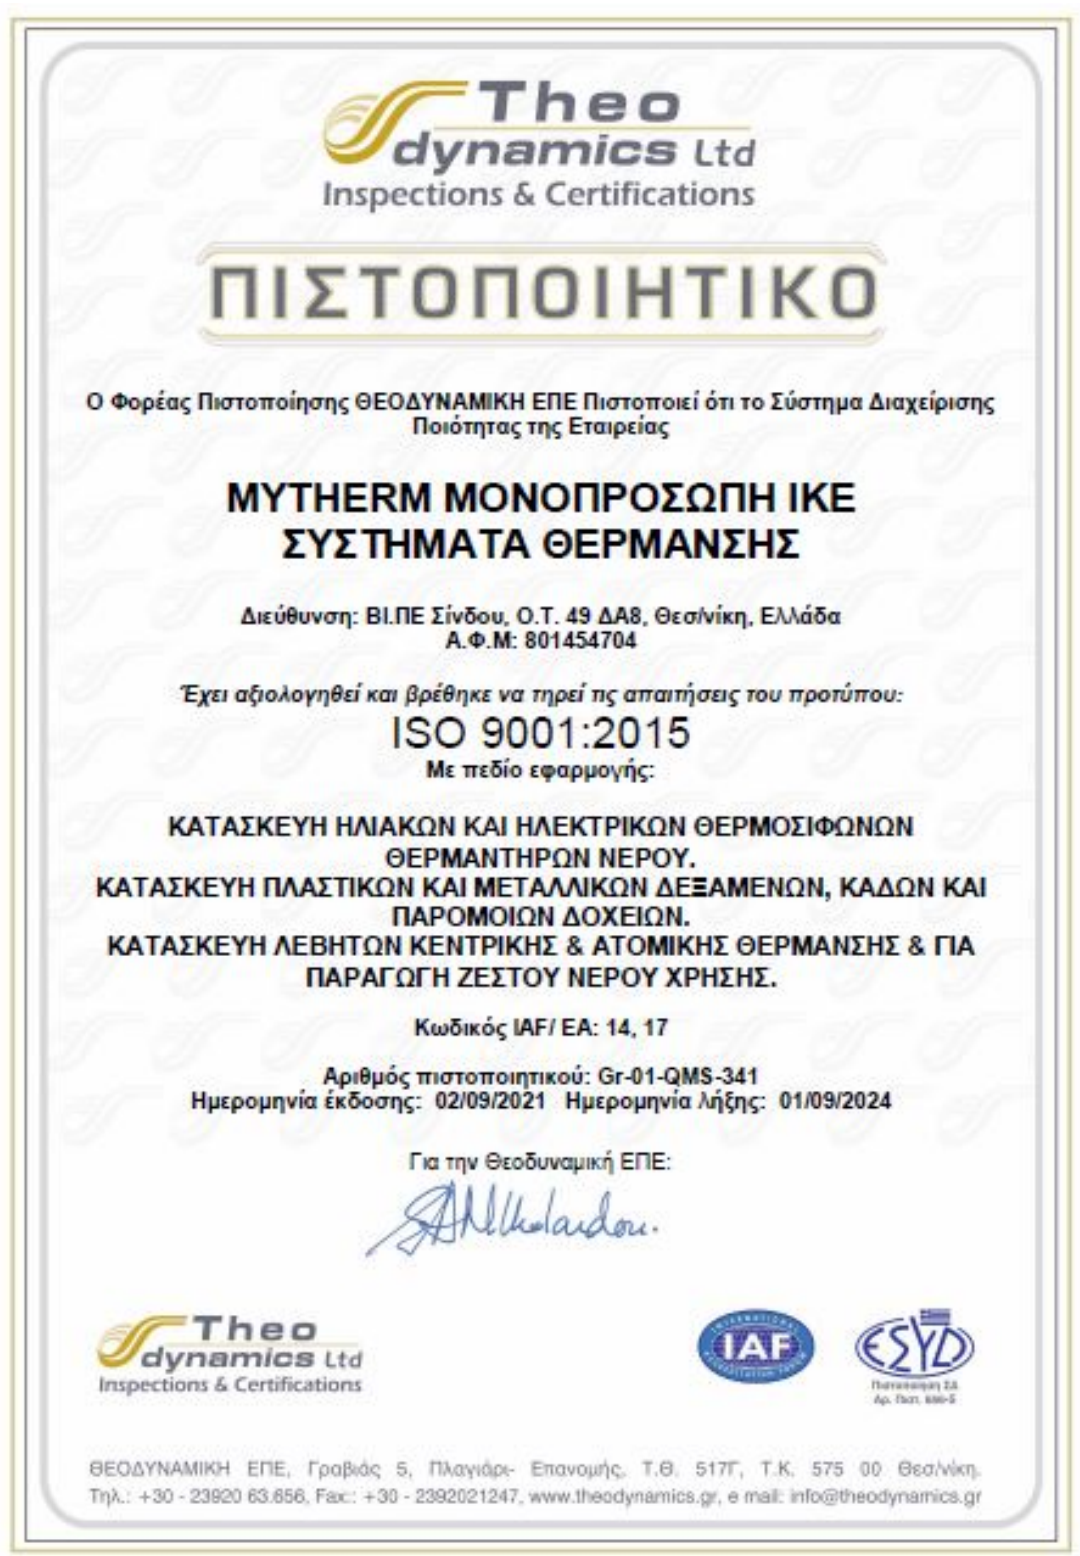 Theo
dynamics Ltd
Inspections & Certifications
ΠΙΣΤΟΠΟΙΗΤΙΚΟ
Ο Φορέας Πιστοποίησης ΘΕΟΔΥΝΑΜΙΚΗ ΕΠΕ Πιστοποιεί ότι το Σύστημα Διαχείρισης
Ποιότητας της Εταιρείας
MYTHERM ΜΟΝΟΠΡΟΣΩΠΗ ΙΚΕ
ΣΥΣΤΗΜΑΤΑ ΘΕΡΜΑΝΣΗΣ
Διεύθυνση: ΒΙ.ΠΕ Σίνδου, Ο.Τ. 49 ΔΑ8, Θεσ/νίκη, Ελλάδα
Α.Φ.Μ: 801454704
Έχει αξιολογηθεί και βρέθηκε να τηρεί τις απαιτήσεις του προτύπου:
ISO 9001:2015
Με πεδίο εφαρμογής:
ΚΑΤΑΣΚΕΥΗ ΗΛΙΑΚΩΝ ΚΑΙ ΗΛΕΚΤΡΙΚΩΝ ΘΕΡΜΟΣΙΦΩΝΩΝ
ΘΕΡΜΑΝΤΗΡΩΝ ΝΕΡΟΥ.
ΚΑΤΑΣΚΕΥΗ ΠΛΑΣΤΙΚΩΝ ΚΑΙ ΜΕΤΑΛΛΙΚΩΝ ΔΕΞΑΜΕΝΩΝ, ΚΑΔΩΝ ΚΑΙ
ΠΑΡΟΜΟΙΩΝ ΔΟΧΕΙΩΝ.
ΚΑΤΑΣΚΕΥΗ ΛΕΒΗΤΩΝ ΚΕΝΤΡΙΚΗΣ & ΑΤΟΜΙΚΗΣ ΘΕΡΜΑΝΣΗΣ & ΓΙΑ
ΠΑΡΑΓΩΓΗ ΖΕΣΤΟΥ ΝΕΡΟΥ ΧΡΗΣΗΣ.
Κωδικός IAF/ EA: 14, 17
Αριθμός πιστοποιητικού: Gr-01-QMS-341
Ημερομηνία έκδοσης: 02/09/2021 Ημερομηνία λήξης: 01/09/2024
Για την Θεοδυναμική ΕΠΕ:
Theo
dynamics Ltd
Inspections & Certifications
INTERNATIONAL
IAF
ESYD
Πιστοποίηση ΣΔ
Αρ. Πιστ.
ΘΕΟΔΥΝΑΜΙΚΗ ΕΠΕ, Γραβιάς 5, Πλαγιάρι- Επανομής, Τ.Θ. 517Γ, Τ.Κ. 575 00 Θεσ/νίκη.
Τηλ.: +30 - 23920 63.656, Fax:: +30 - 2392021247, www.theodynamics.gr, e mail: info@theodynamics.gr